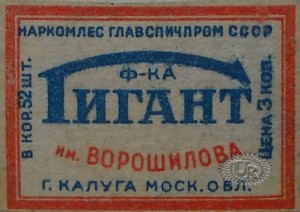 НАРКОМЛЕС ГЛАВСПИЧПРОМ СССР
Ф-КА
ГИГАНТ
им. ВОРОШИЛОВА
Г. КАЛУГА МОСК. ОБЛ.
В КОР. 52 ШТ.
ЦЕНА 3 КОП.